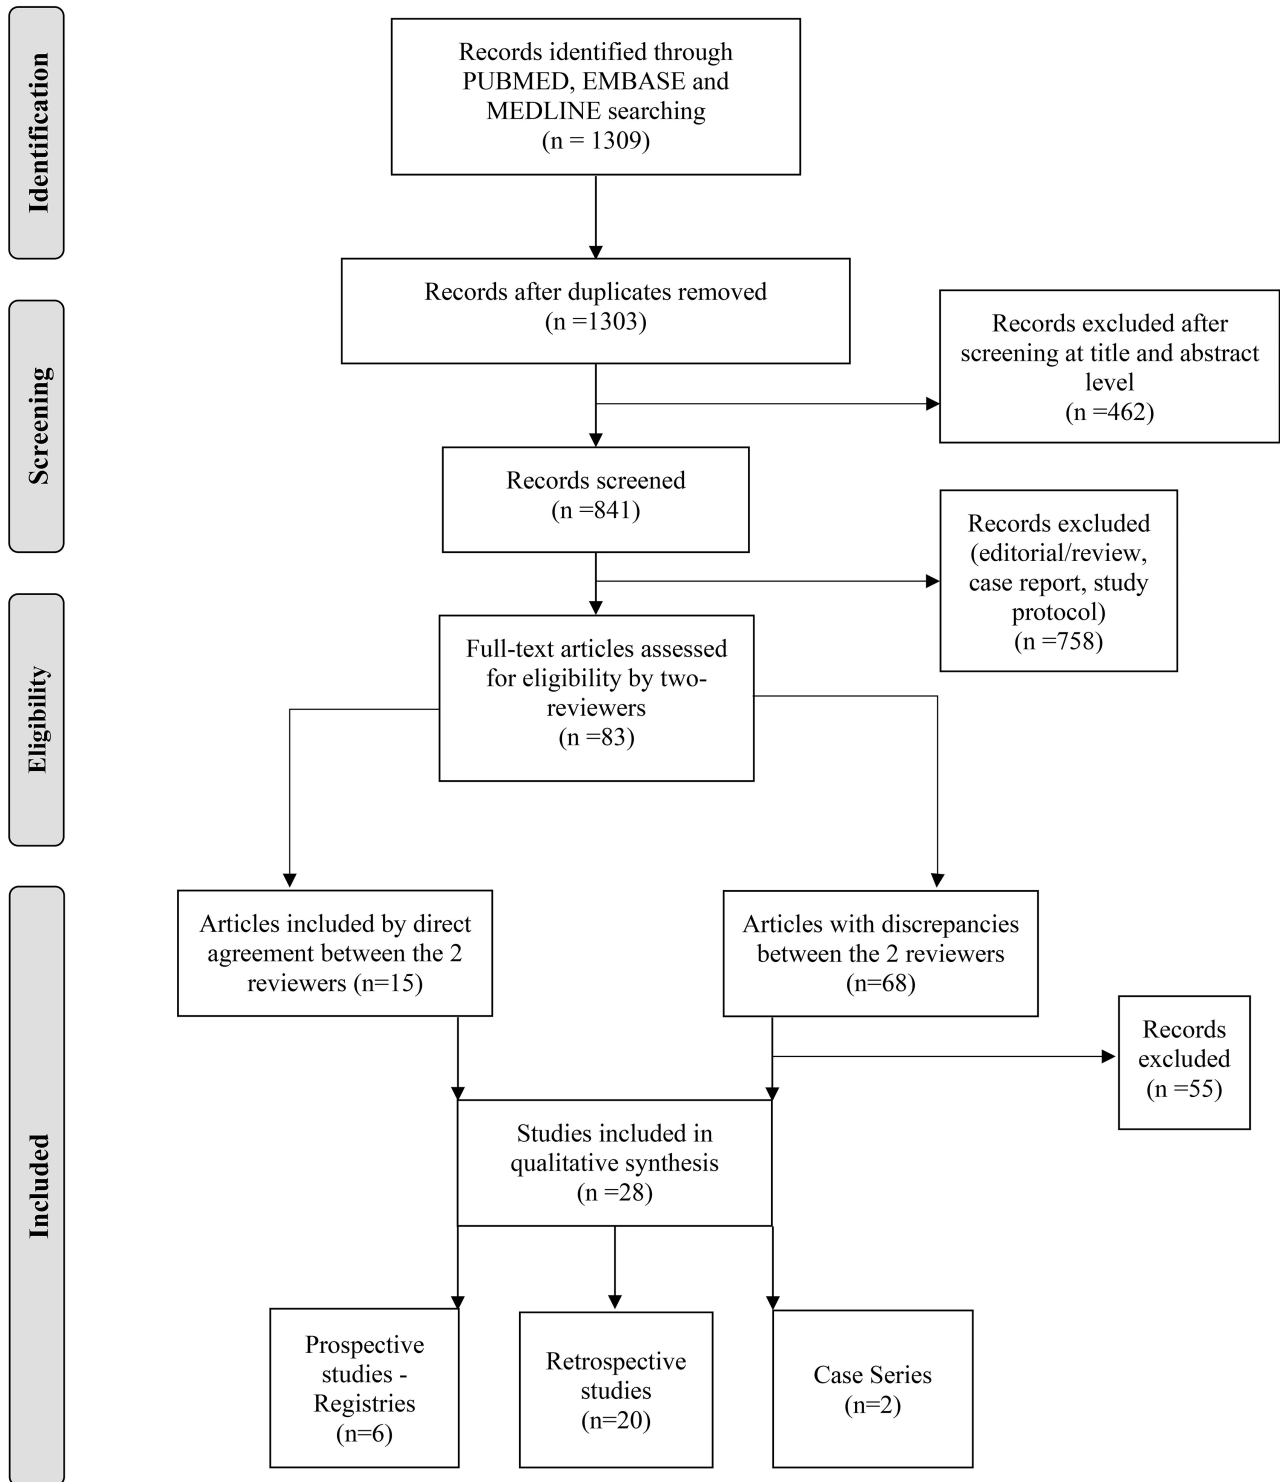 Identification
Records identified through
PUBMED, EMBASE and
MEDLINE searching
(n = 1309)
Records after duplicates removed
(n =1303)
Records excluded after
screening at title and abstract
level
(n =462)
Screening
Records screened
(n =841)
Records excluded
(editorial/review,
case report, study
protocol)
(n =758)
Eligibility
Full-text articles assessed
for eligibility by two-
reviewers
(n =83)
Articles included by direct
agreement between the 2
reviewers (n=15)
Articles with discrepancies
between the 2 reviewers
(n=68)
Records
excluded
(n =55)
Included
Studies included in
qualitative synthesis
(n =28)
Prospective
studies -
Registries
(n=6)
Retrospective
studies
(n=20)
Case Series
(n=2)